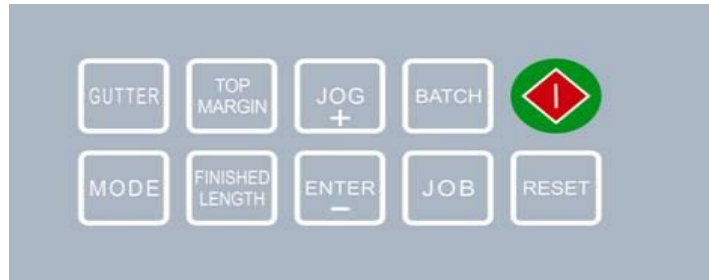 GUTTER
TOP
MARGIN
JOG
+
BATCH
I
MODE
FINISHED
LENGTH
ENTER
−
JOB
RESET